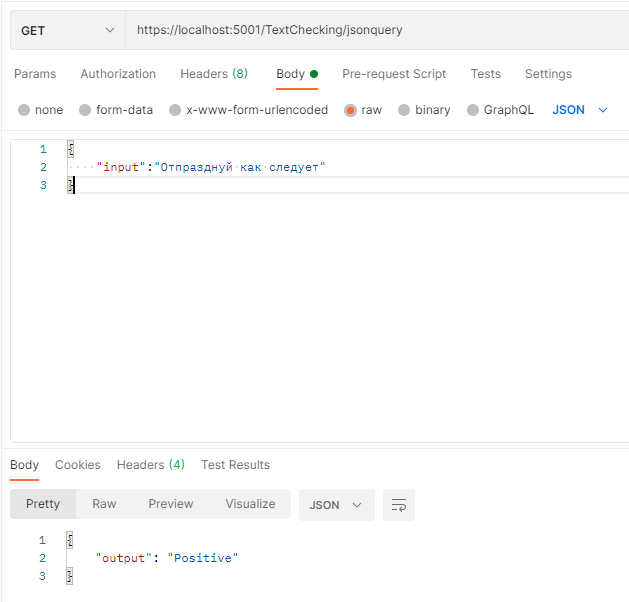 GET https://localhost:5001/TextChecking/jsonquery
Params Authorization Headers (8) Body Pre-request Script Tests Settings
none form-data x-www-form-urlencoded raw binary GraphQL JSON
1 {
2 "input":"Отпразднуй как следует"
3 }
Body Cookies Headers (4) Test Results
Pretty Raw Preview Visualize JSON
1 {
2 "output": "Positive"
3 }